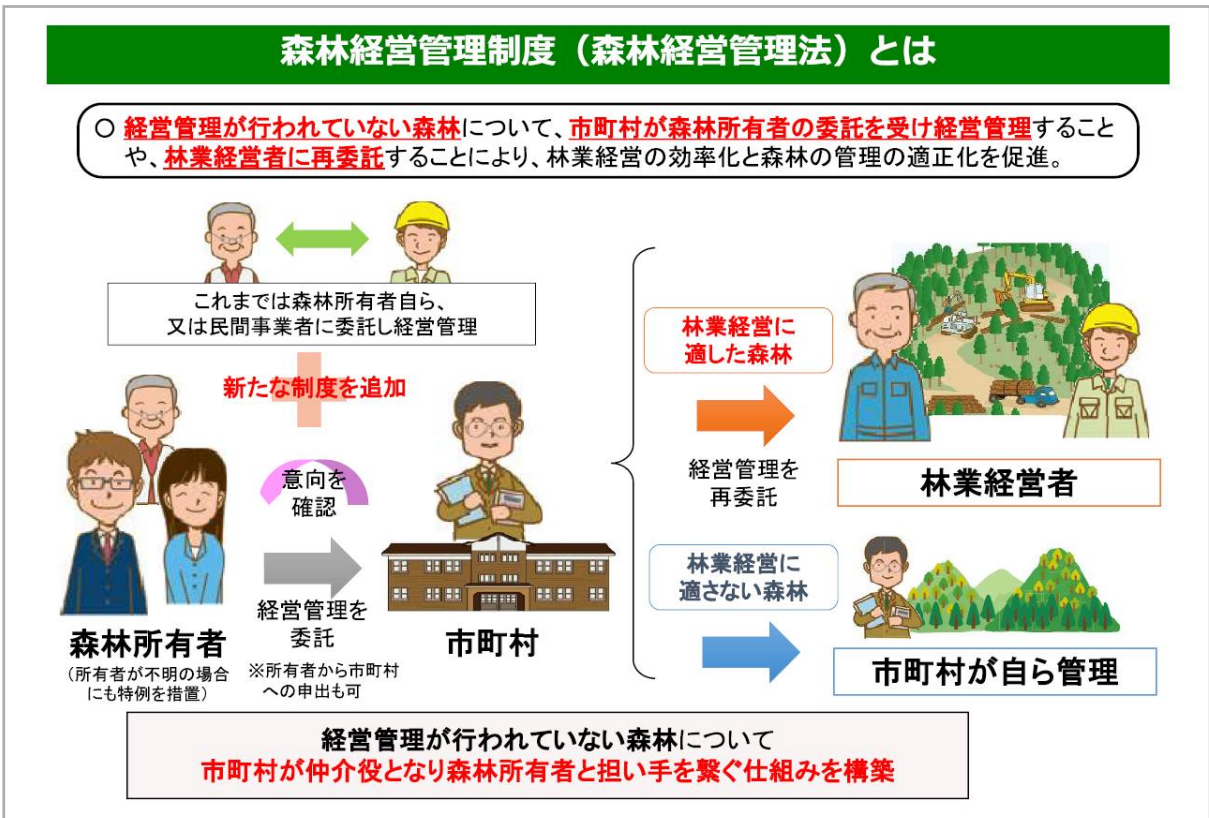 森林経営管理制度（森林経営管理法）とは
○ 経営管理が行われていない森林について、市町村が森林所有者の委託を受け経営管理すること
や、林業経営者に再委託することにより、林業経営の効率化と森林の管理の適正化を促進。
これまでは森林所有者自ら、
又は民間事業者に委託し経営管理
新たな制度を追加
意向を
確認
経営管理を
委託
※所有者から市町村
への申出も可
森林所有者
（所有者が不明の場合
にも特例を措置）
市町村
林業経営に
適した森林
経営管理を
再委託
林業経営者
林業経営に
適さない森林
市町村が自ら管理
経営管理が行われていない森林について
市町村が仲介役となり森林所有者と担い手を繋ぐ仕組みを構築